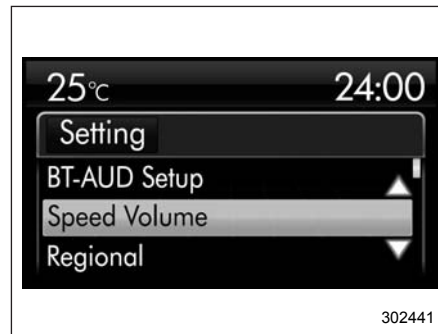 25℃ 24:00
Setting
BT-AUD Setup
Speed Volume
Regional
302441